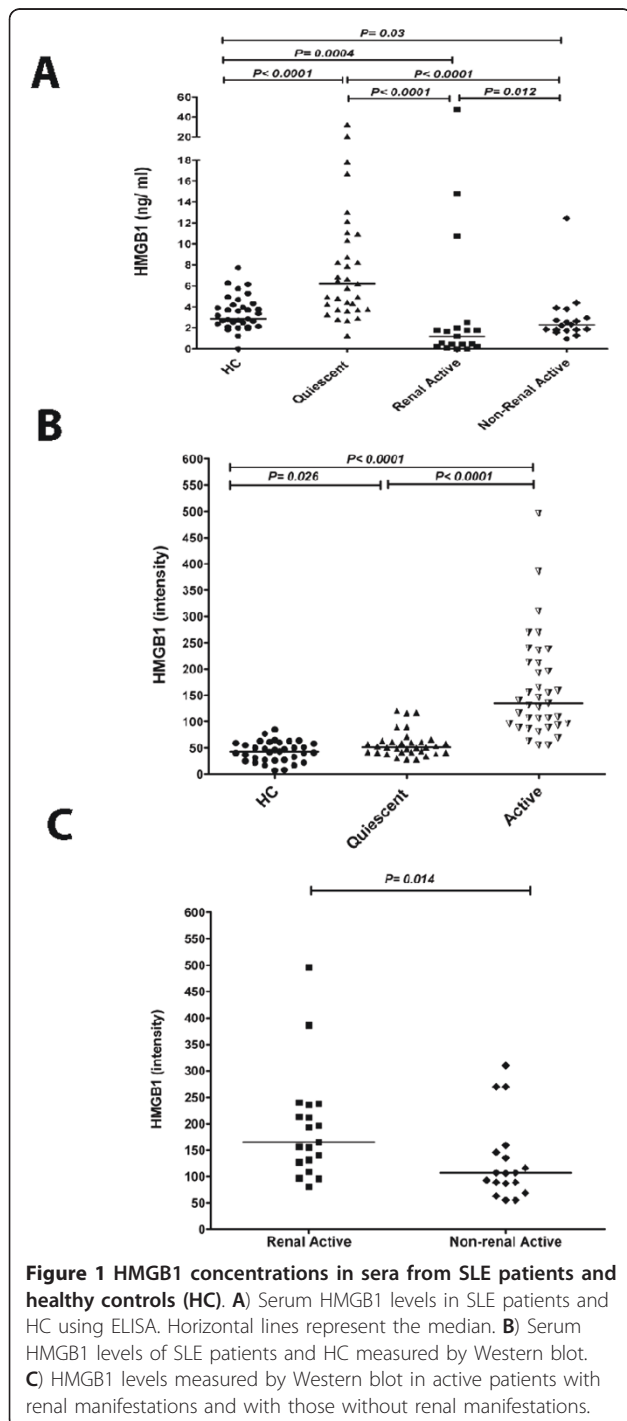 A
P= 0.03
P= 0.0004
P< 0.0001
P< 0.0001
P< 0.0001
P= 0.012
HMGB1 (ng/ ml)
60
20
18
16
14
12
10
8
6
4
2
0
HC
Quiescent
Renal Active
Non-Renal Active
B
P< 0.0001
P= 0.026
P< 0.0001
HMGB1 (intensity)
600
550
500
450
400
350
300
250
200
150
100
50
0
HC
Quiescent
Active
C
P= 0.014
HMGB1 (intensity)
600
550
500
450
400
350
300
250
200
150
100
50
0
Renal Active
Non-renal Active
Figure 1 HMGB1 concentrations in sera from SLE patients and
healthy controls (HC). A) Serum HMGB1 levels in SLE patients and
HC using ELISA. Horizontal lines represent the median. B) Serum
HMGB1 levels of SLE patients and HC measured by Western blot.
C) HMGB1 levels measured by Western blot in active patients with
renal manifestations and with those without renal manifestations.